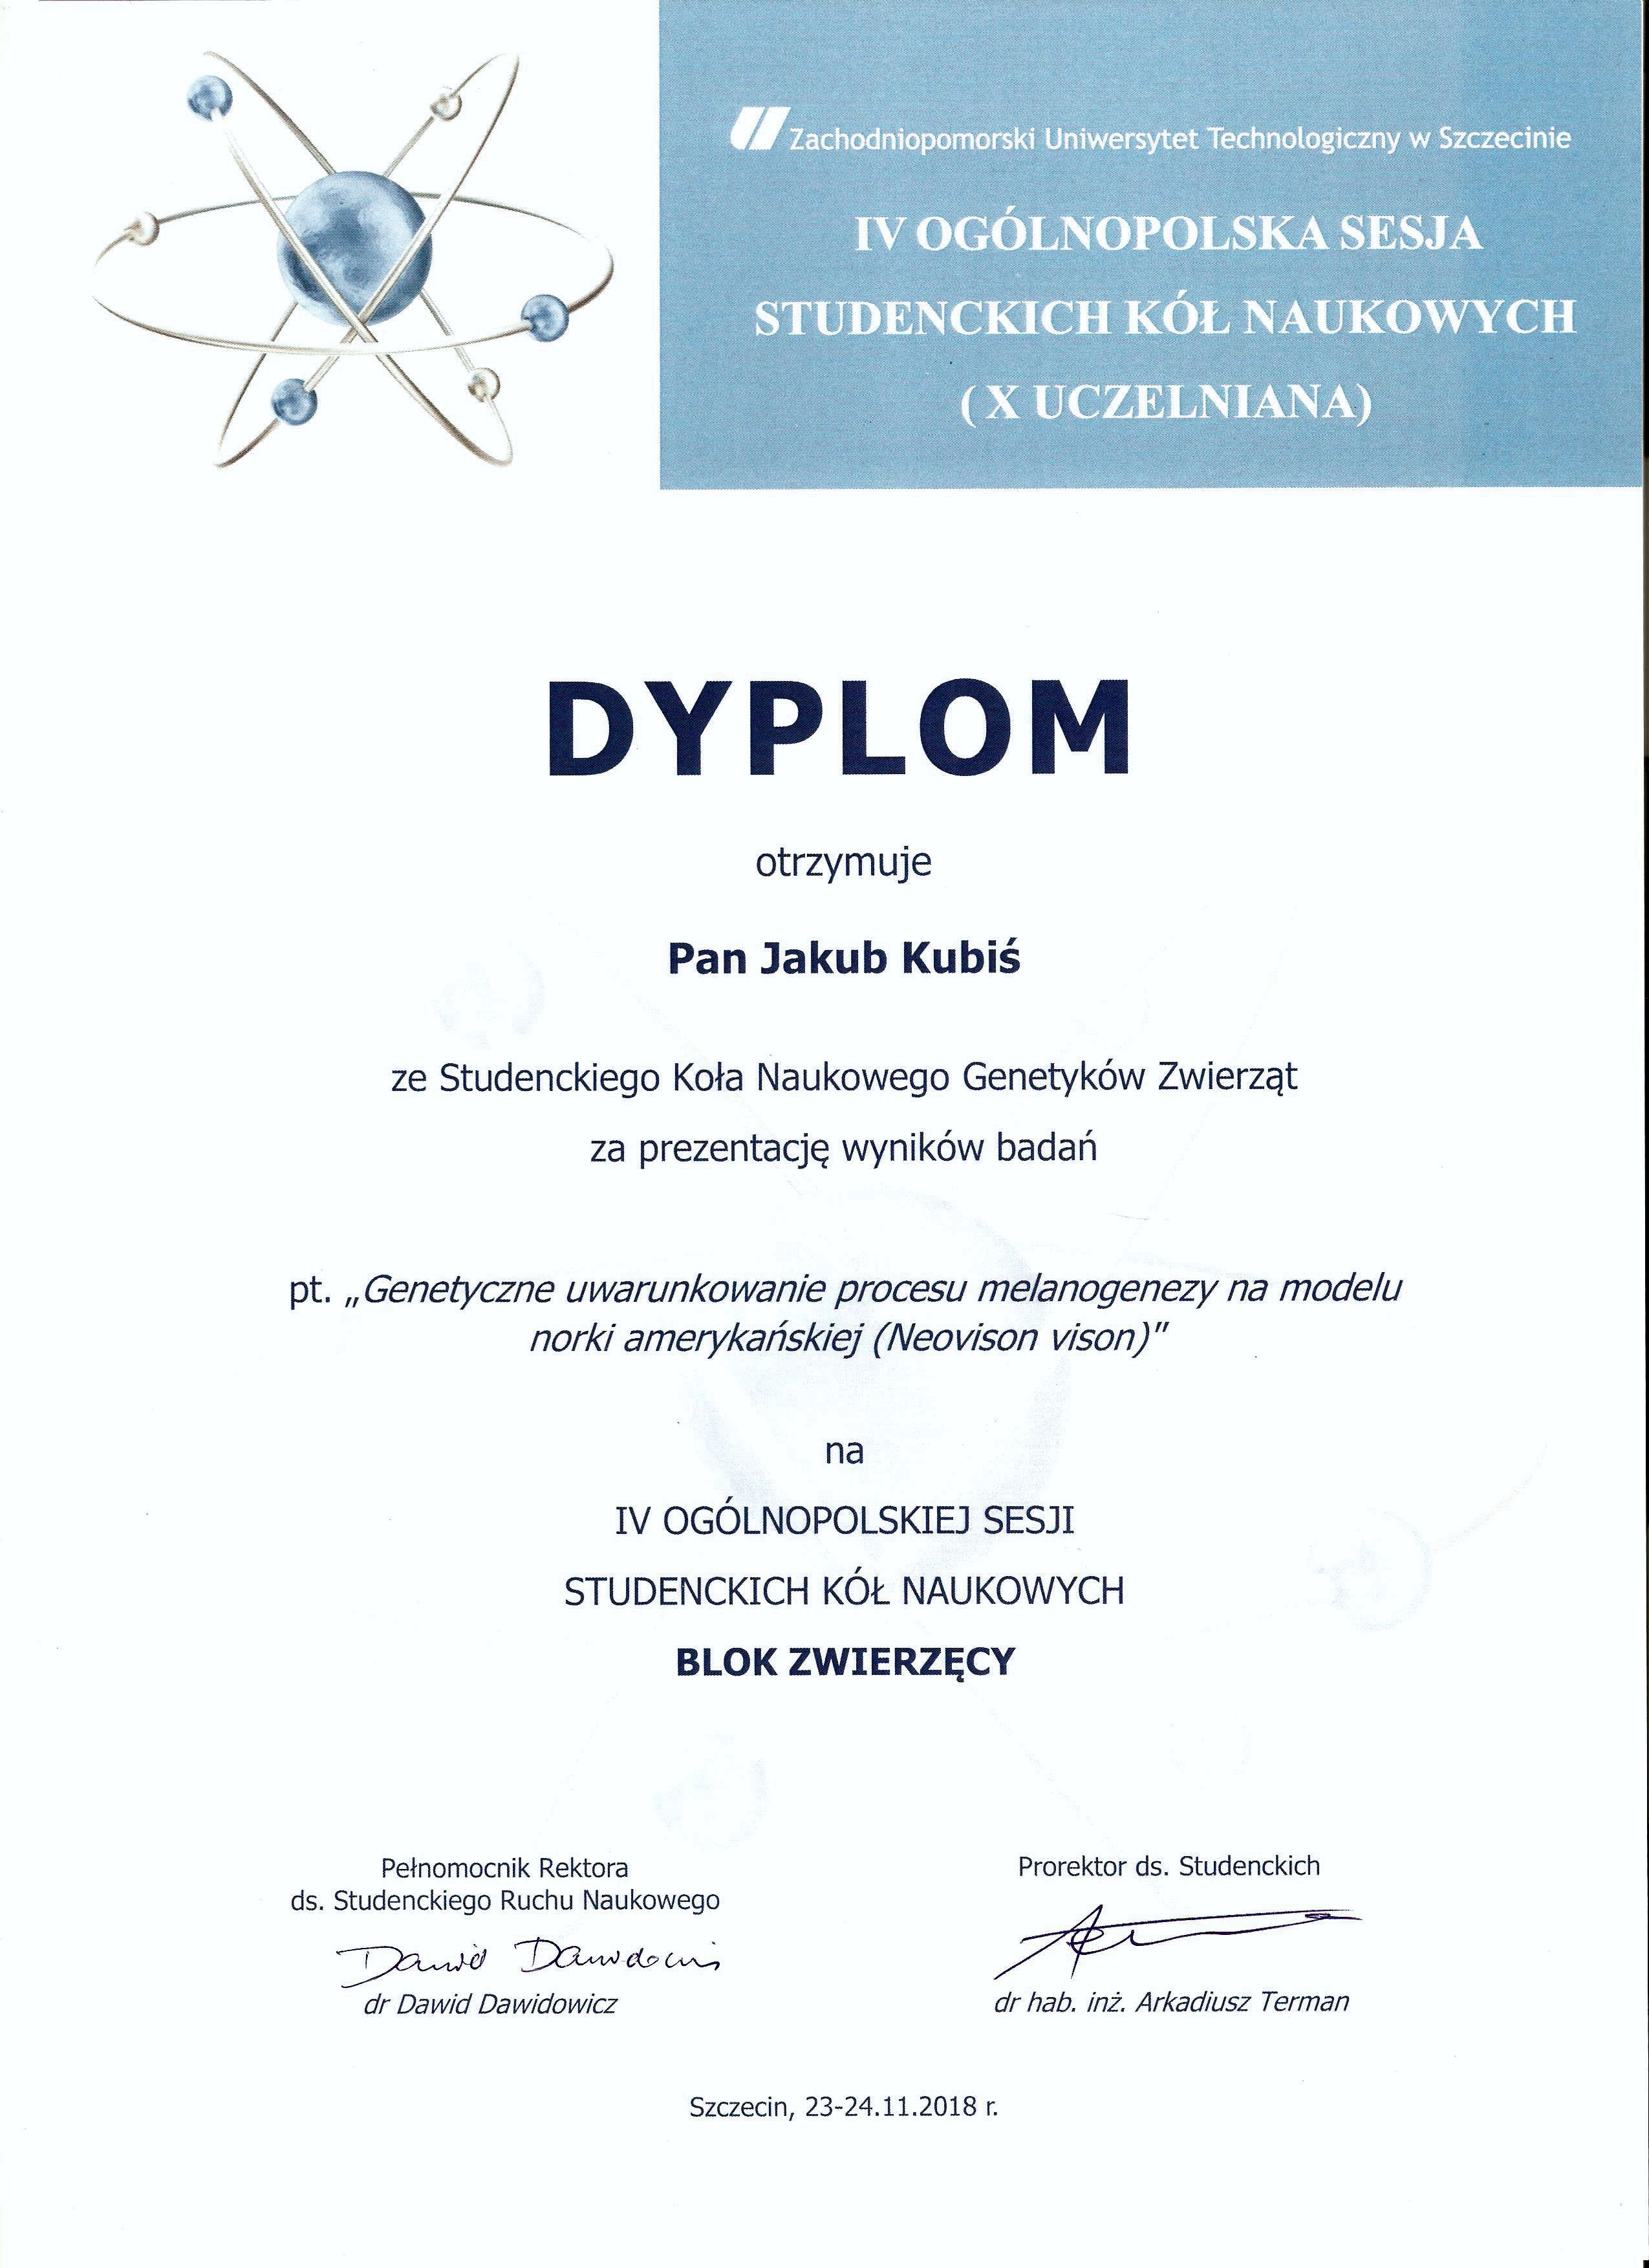 Zachodniopomorski Uniwersytet Technologiczny w Szczecinie
IV OGÓLNOPOLSKA SESJA
STUDENCKICH KÓŁ NAUKOWYCH
( X UCZELNIANA)
DYPLOM
otrzymuje
Pan Jakub Kubiś
ze Studenckiego Koła Naukowego Genetyków Zwierząt
za prezentację wyników badań
pt. „Genetyczne uwarunkowanie procesu melanogenezy na modelu
norki amerykańskiej (Neovison vison)”
na
IV OGÓLNOPOLSKIEJ SESJI
STUDENCKICH KÓŁ NAUKOWYCH
BLOK ZWIERZĘCY
Pełnomocnik Rektora
ds. Studenckiego Ruchu Naukowego
Dawid
dr Dawid Dawidowicz
Prorektor ds. Studenckich
dr hab. inż. Arkadiusz Terman
Szczecin, 23-24.11.2018 r.